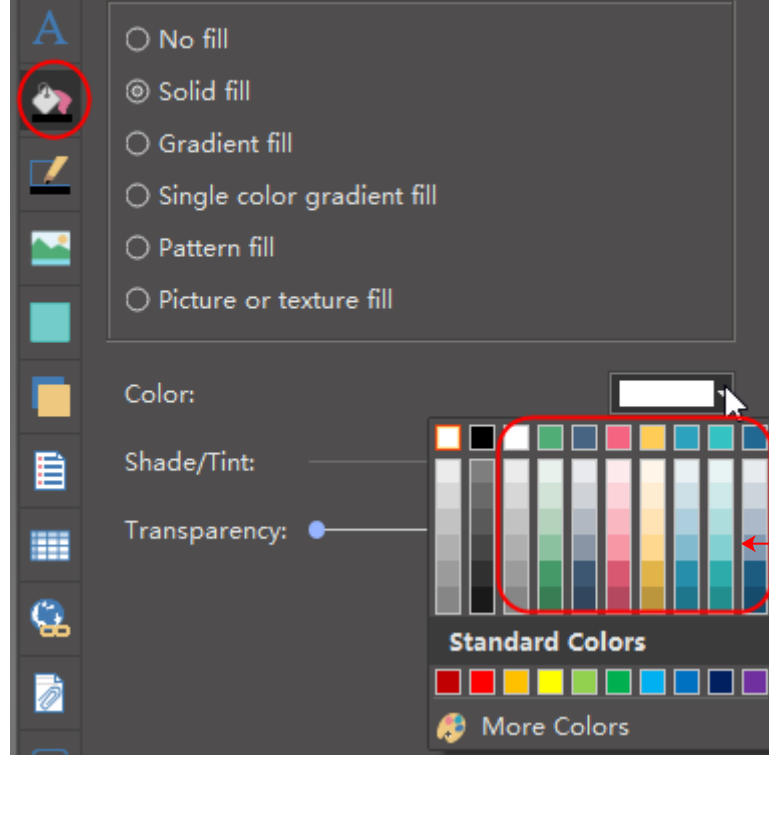 A
No fill
Solid fill
Gradient fill
Single color gradient fill
Pattern fill
Picture or texture fill
Color:
Shade/Tint:
Transparency:
Standard Colors
More Colors